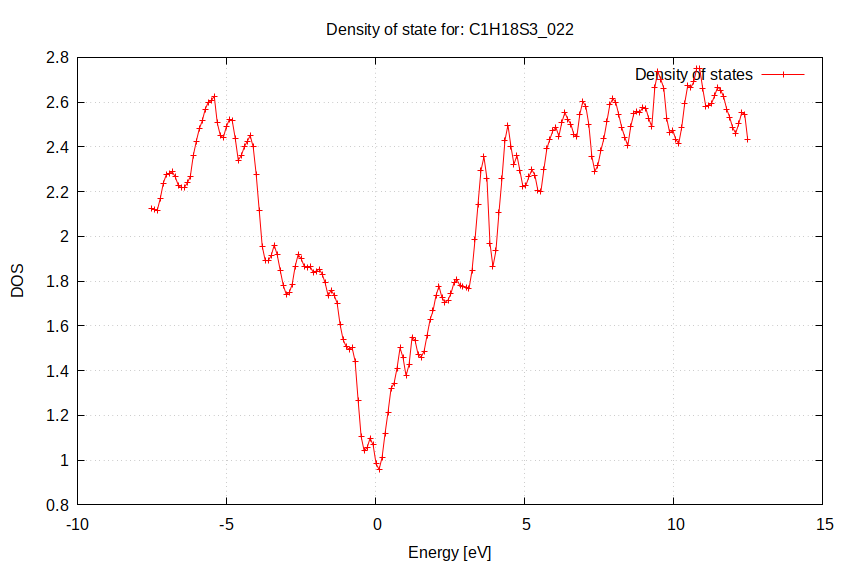 Density of state for: C1H18S3_022
Density of states
2.8
2.6
2.4
2.2
2
1.8
1.6
1.4
1.2
1
0.8
DOS
-10 -5 0 5 10 15
Energy [eV]